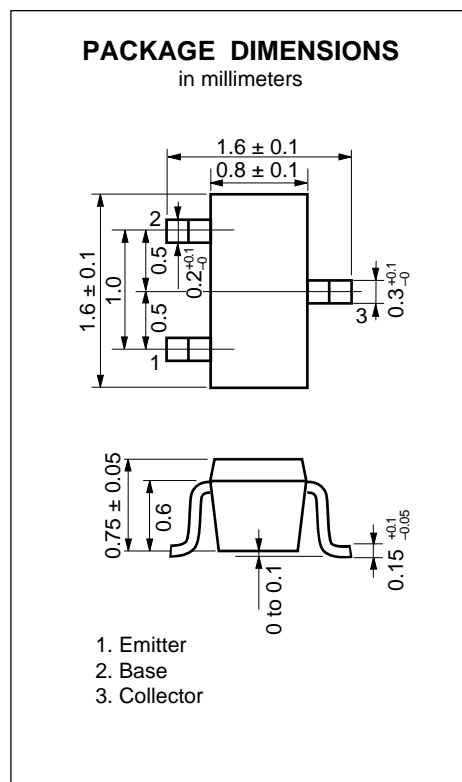 PACKAGE DIMENSIONS
in millimeters
1.6 ± 0.1
0.8 ± 0.1
2
1.6 ± 0.1
1.0
0.5
0.5
0.2 +0.1 –0
0.3 +0.1 –0
3
1
0.75 ± 0.05
0.6
0.15 +0.1 –0.05
0 to 0.1
1. Emitter
2. Base
3. Collector